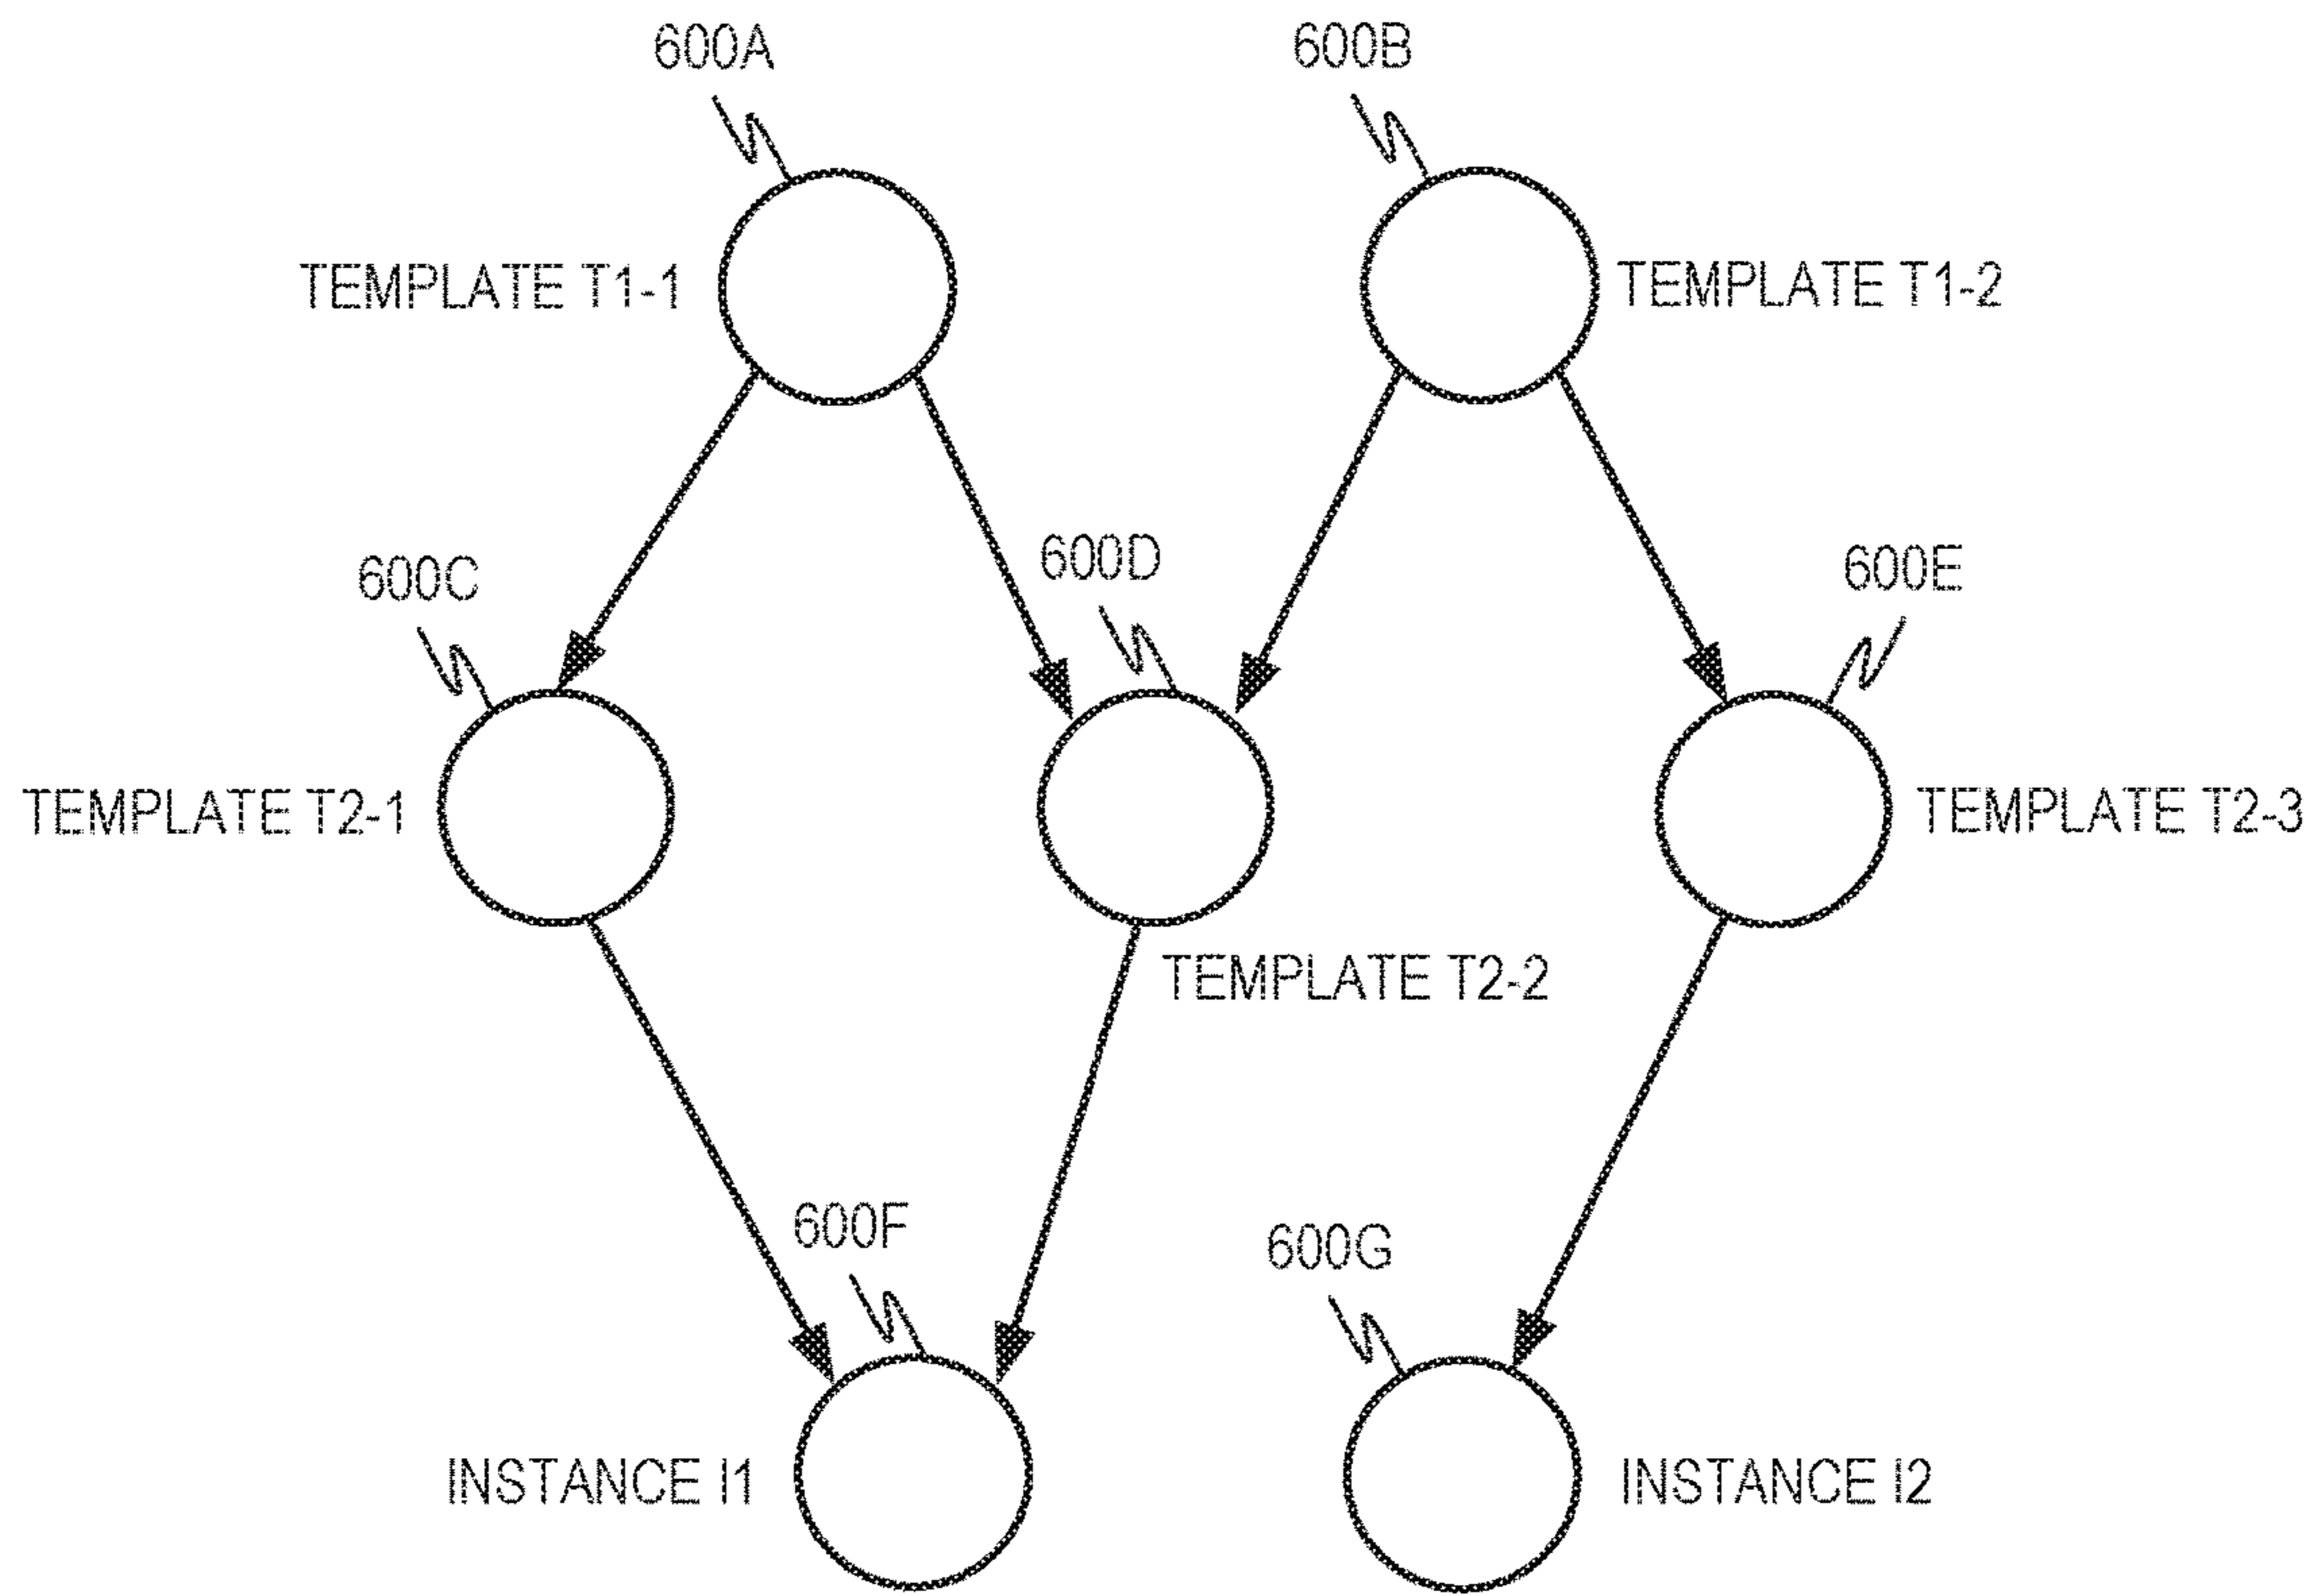 600A
600B
TEMPLATE T1-1
TEMPLATE T1-2
600C
600D
600E
TEMPLATE T2-1
TEMPLATE T2-2
TEMPLATE T2-3
600F
600G
INSTANCE I1
INSTANCE I2